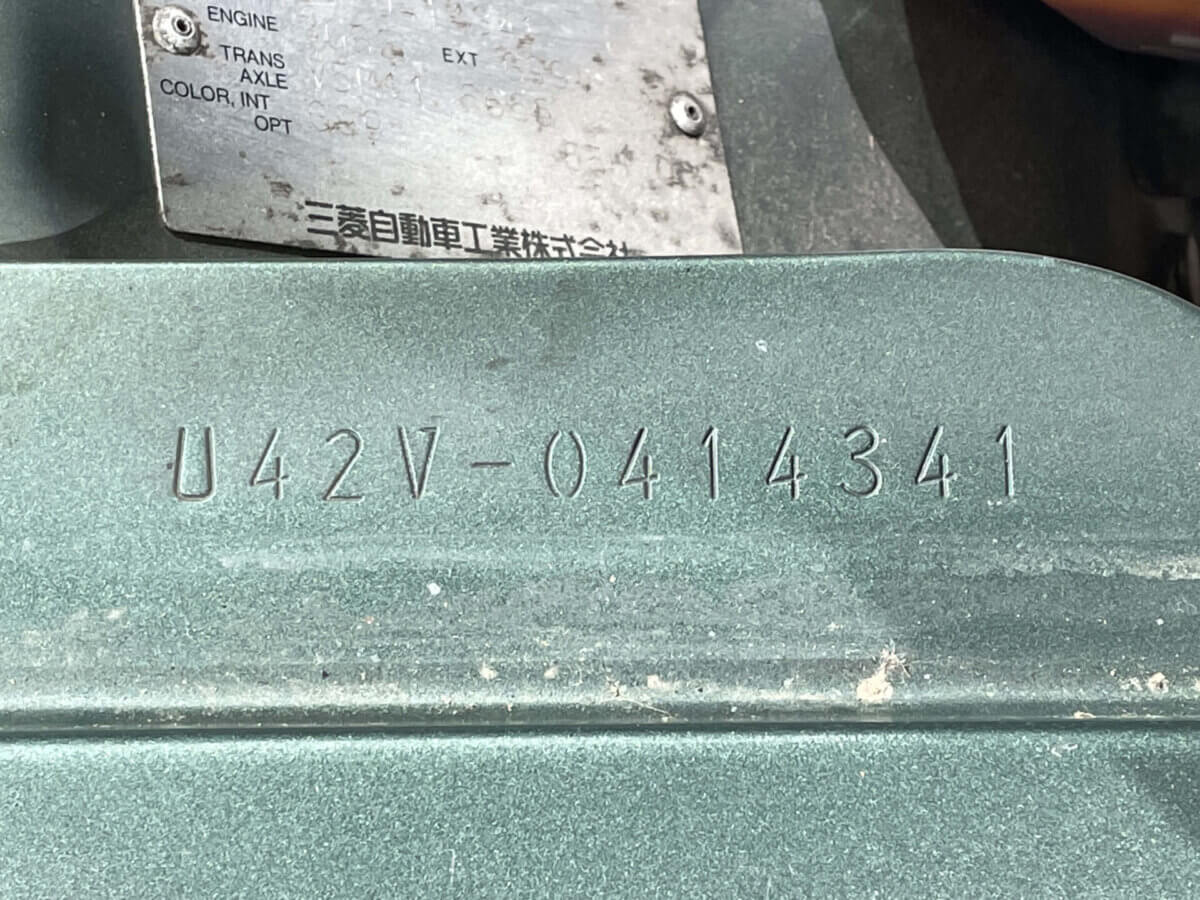 ENGINE
TRANS
AXLE
EXT
COLOR, INT
OPT
三菱自動車工業株式会社
U42V-0414341